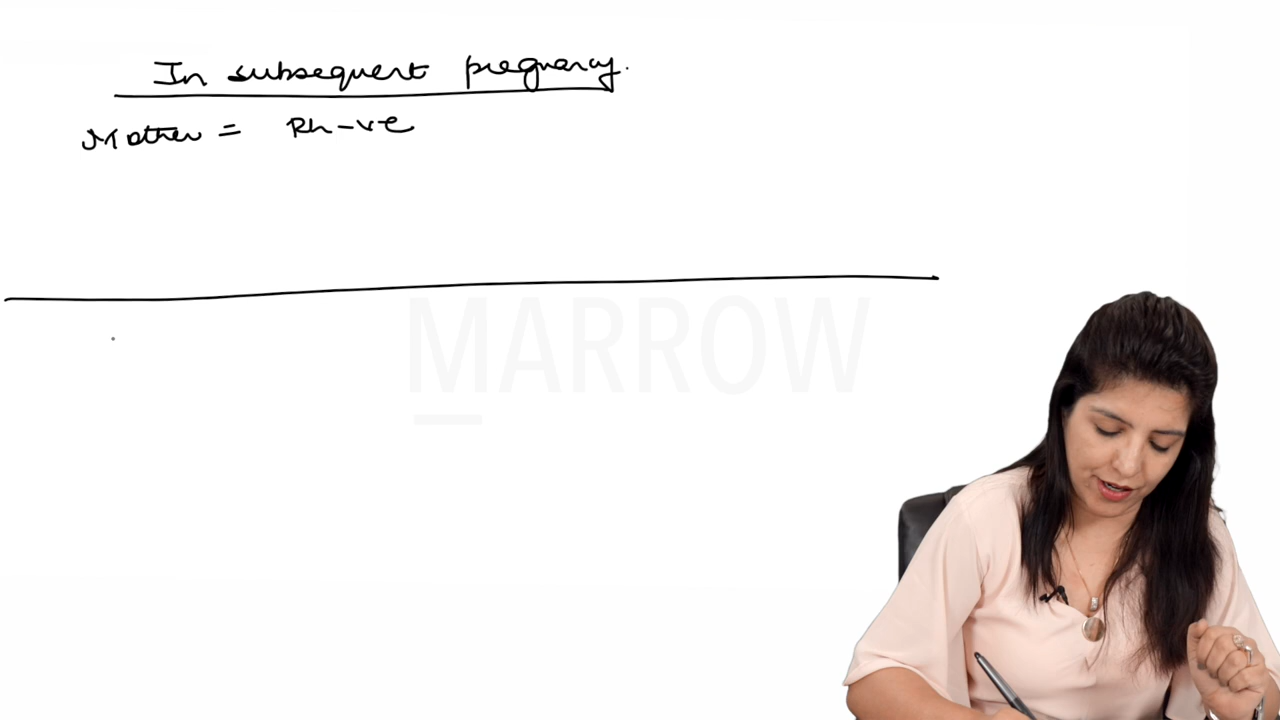 In subsequent pregnancy.
Mother = Rh-ve
MARROW